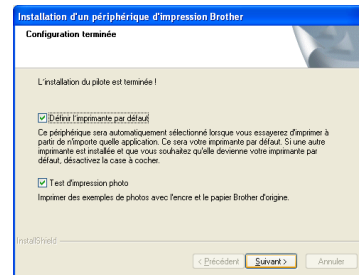 Installation d'un périphérique d'impression Brother
Configuration terminée
L'installation du pilote est terminée !
Définir l'imprimante par défaut
Ce périphérique sera automatiquement sélectionné lorsque vous essayerez d'imprimer à
partir de n'importe quelle application. Ce sera votre imprimante par défaut. Si une autre
imprimante est installée et que vous souhaitez qu'elle devienne votre imprimante par
défaut, désactivez la case à cocher.
Test d'impression photo
Imprimer des exemples de photos avec l'encre et le papier Brother d'origine.
InstallShield
< Précédent Suivant > Annuler